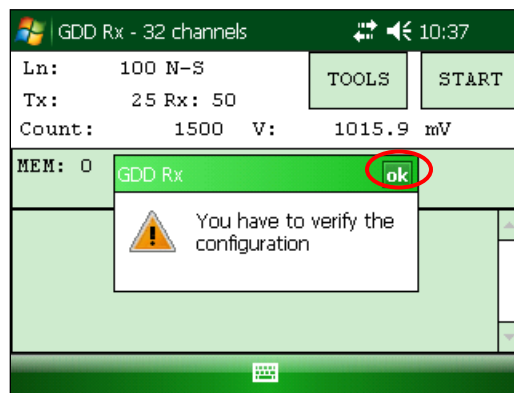 GDD Rx - 32 channels 10:37
Ln: 100 N-S
TOOLS START
Tx: 25 Rx: 50
Count: 1500 V: 1015.9 mV
MEM: 0
GDD Rx ok
You have to verify the
configuration